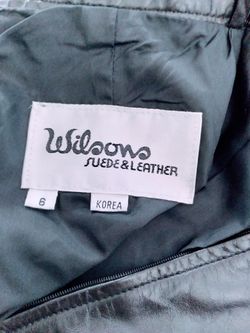 Wilsons
SUEDE & LEATHER
6
KOREA